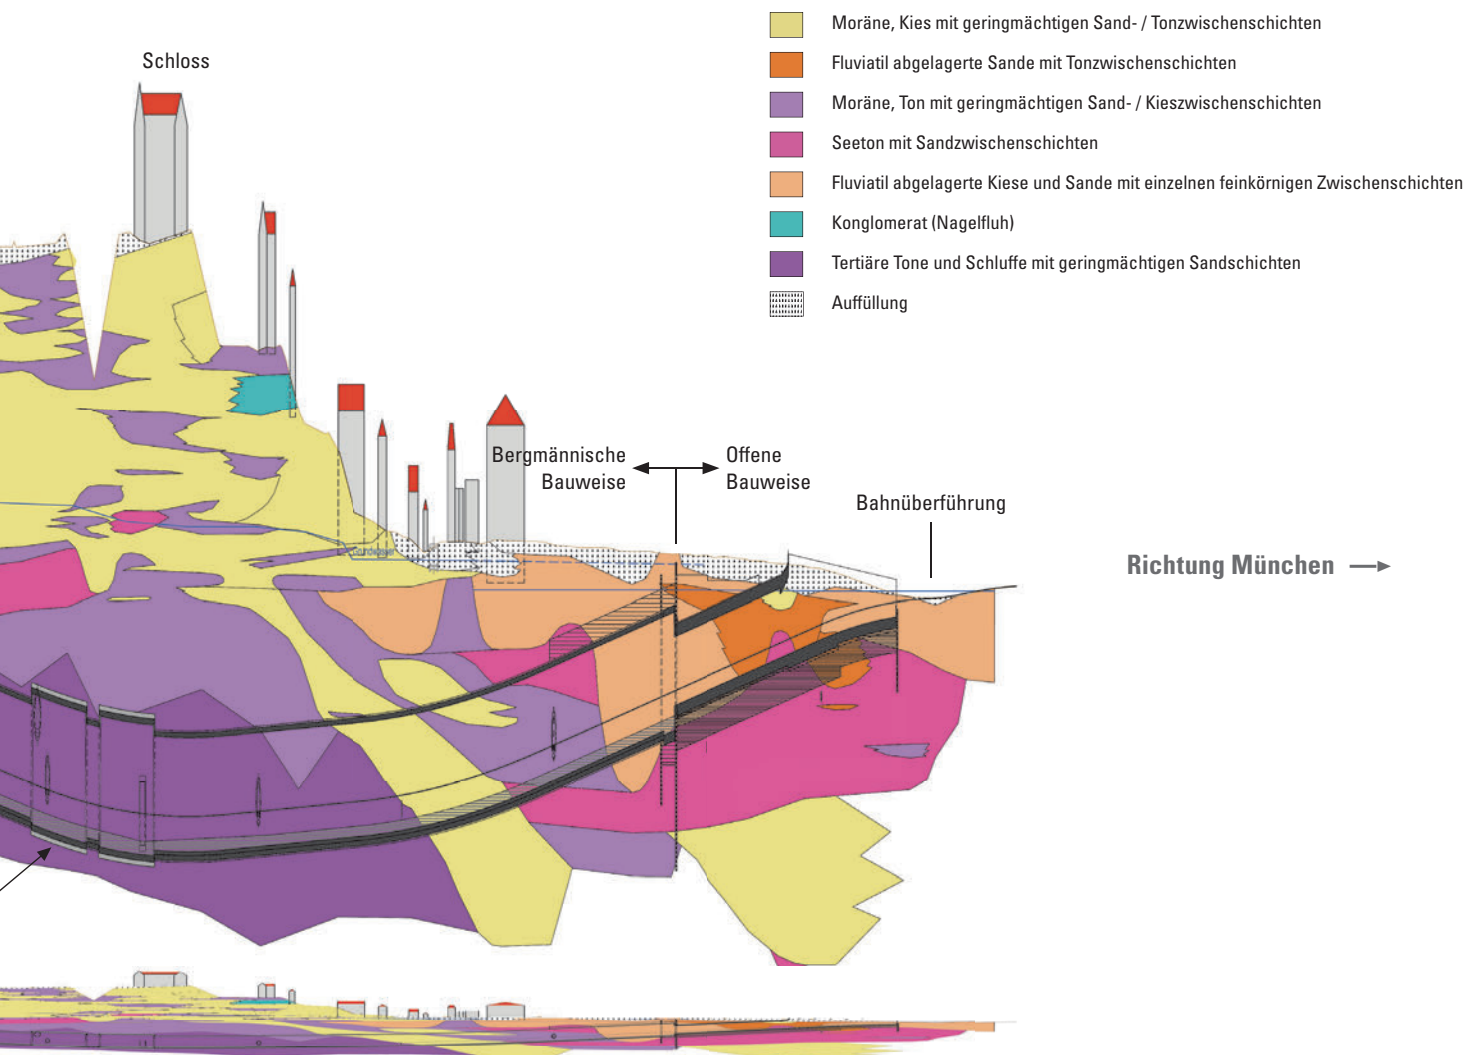 Moräne, Kies mit geringmächtigen Sand- / Tonzwischenschichten
Fluviatil abgelagerte Sande mit Tonzwischenschichten
Moräne, Ton mit geringmächtigen Sand- / Kieszwischenschichten
Seeton mit Sandzwischenschichten
Fluviatil abgelagerte Kiese und Sande mit einzelnen feinkörnigen Zwischenschichten
Konglomerat (Nagelfluh)
Tertiäre Tone und Schluffe mit geringmächtigen Sandschichten
Auffüllung
Schloss
Bergmännische
Bauweise
Offene
Bauweise
Bahnüberführung
Richtung München